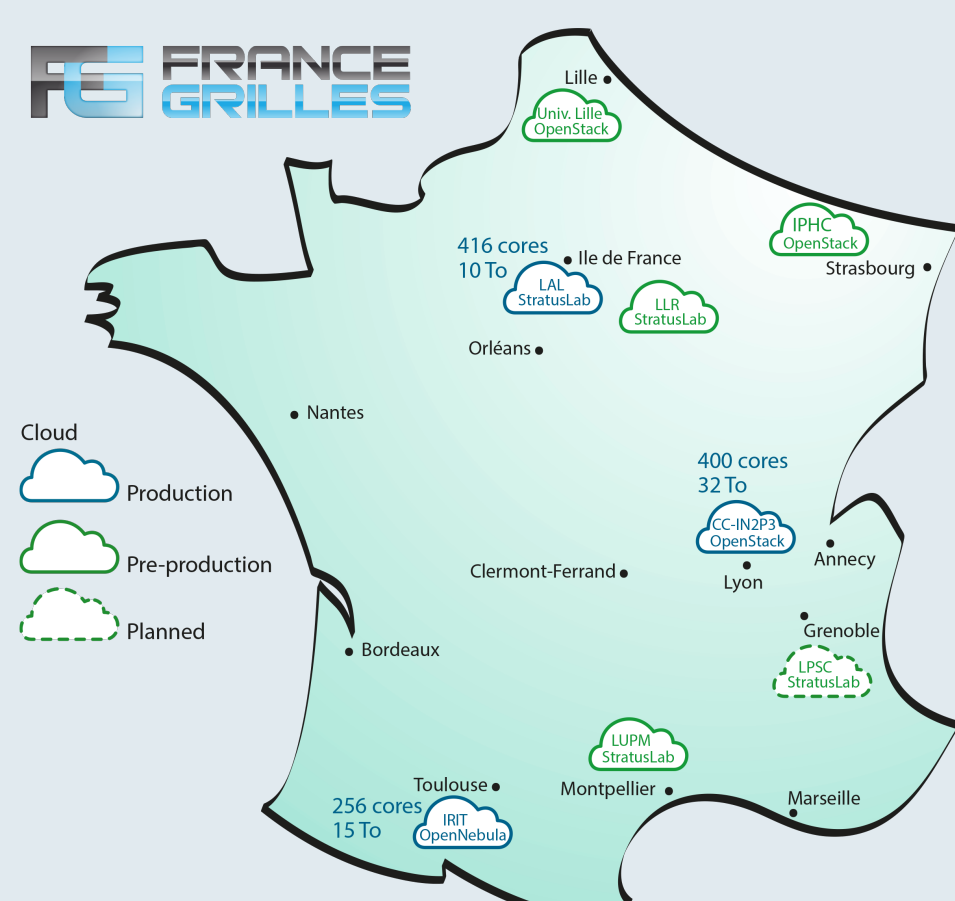 FG FRANCE
GRILLES
Lille
Univ. Lille
OpenStack
IPHC
OpenStack
Strasbourg
416 cores
10 To
Ile de France
LAL
StratusLab
LLR
StratusLab
Orléans
Nantes
Cloud
Production
Pre-production
Planned
400 cores
32 To
CC-IN2P3
OpenStack
Annecy
Lyon
Clermont-Ferrand
Grenoble
LPSC
StratusLab
Bordeaux
LUPM
StratusLab
Toulouse
Montpellier
Marseille
256 cores
15 To
IRIT
OpenNebula